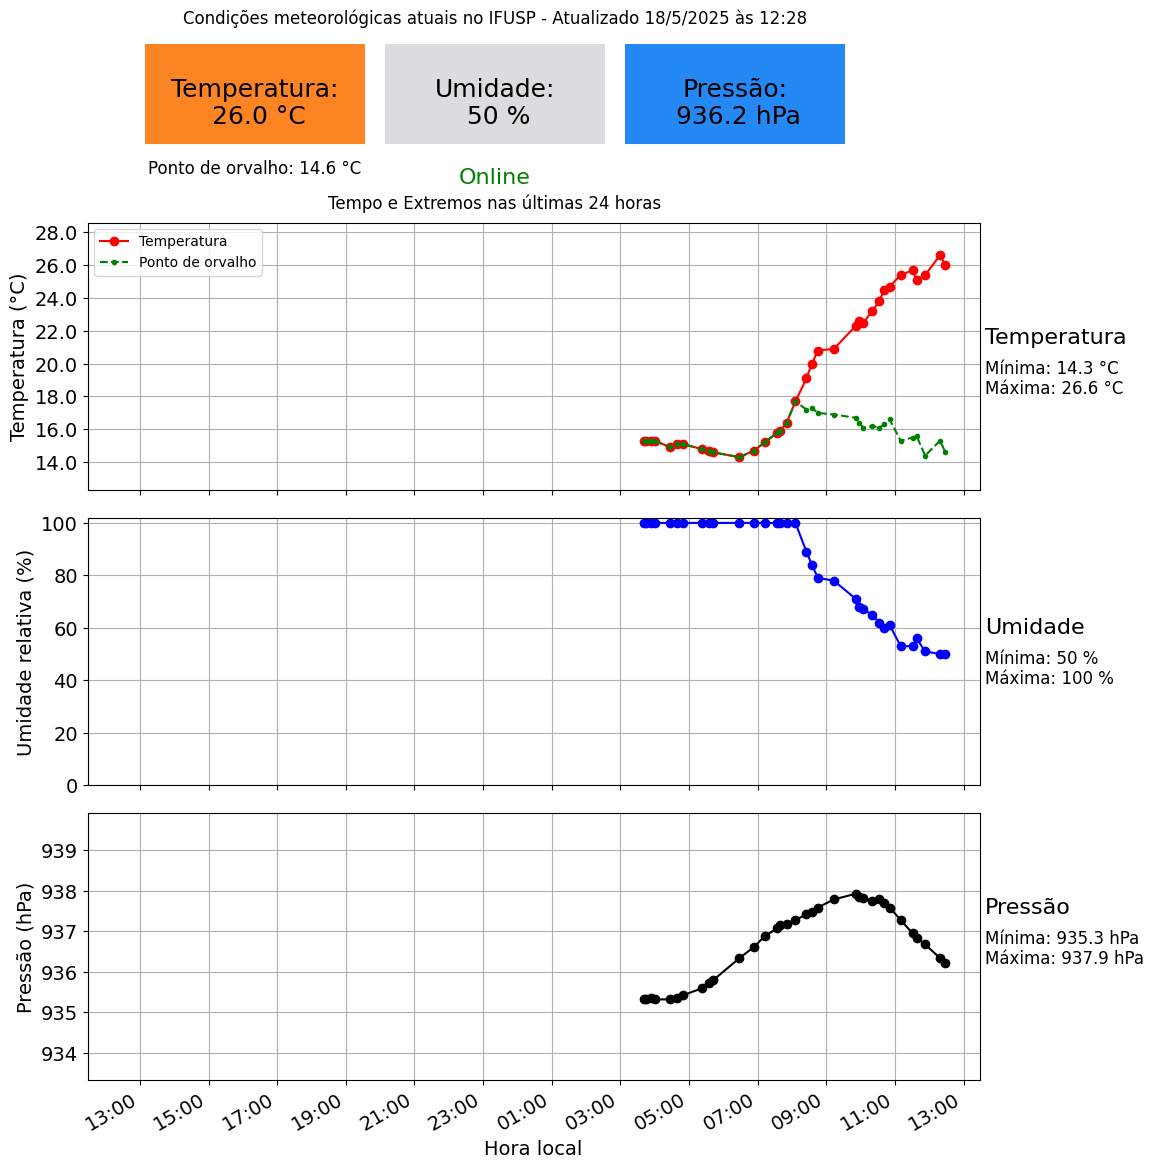 Condições meteorológicas atuais no IFUSP - Atualizado 18/5/2025 às 12:28
Temperatura:
26.0 °C
Umidade:
50 %
Pressão:
936.2 hPa
Ponto de orvalho: 14.6 °C
Online
Tempo e Extremos nas últimas 24 horas
Temperatura (°C)
28.0
26.0
24.0
22.0
20.0
18.0
16.0
14.0
Temperatura
Ponto de orvalho
Temperatura
Mínima: 14.3 °C
Máxima: 26.6 °C
Umidade relativa (%)
100
80
60
40
20
0
Umidade
Mínima: 50 %
Máxima: 100 %
Pressão (hPa)
939
938
937
936
935
934
Pressão
Mínima: 935.3 hPa
Máxima: 937.9 hPa
13:00 15:00 17:00 19:00 21:00 23:00 01:00 03:00 05:00 07:00 09:00 11:00 13:00
Hora local